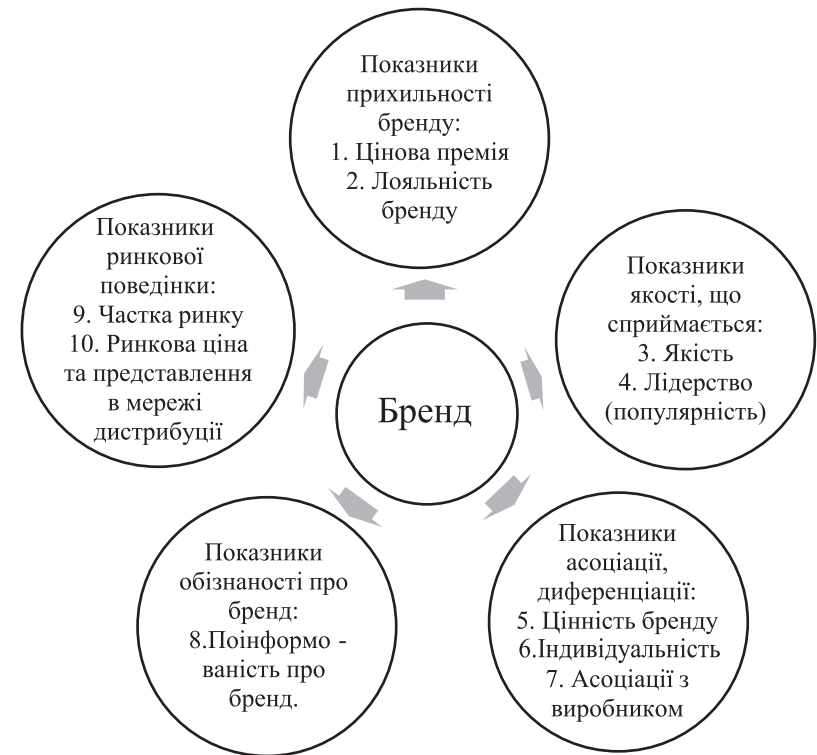 Показники
прихильності
бренду:
1. Цінова премія
2. Лояльність
бренду
Показники
якості, що
сприймається:
3. Якість
4. Лідерство
(популярність)
Показники
асоціації,
диференціації:
5. Цінність бренду
6.Індивідуальність
7. Асоціації з
виробником
Показники
обізнаності про
бренд:
8.Поінформо -
ваність про
бренд.
Показники
ринкової
поведінки:
9. Частка ринку
10. Ринкова ціна
та представлення
в мережі
дистрибуції
Бренд